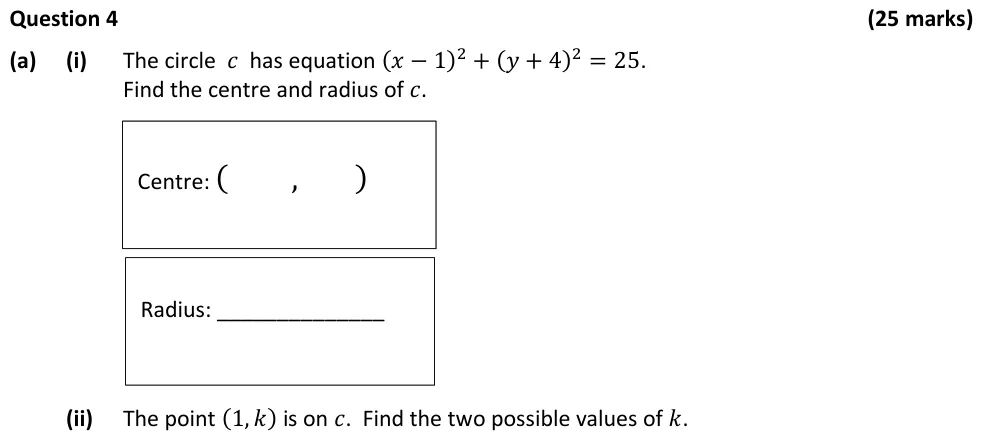 Question 4 (25 marks)
(a) (i) The circle c has equation (x − 1)² + (y + 4)² = 25.
Find the centre and radius of c.
Centre: ( , )
Radius: ______________
(ii) The point (1, k) is on c. Find the two possible values of k.